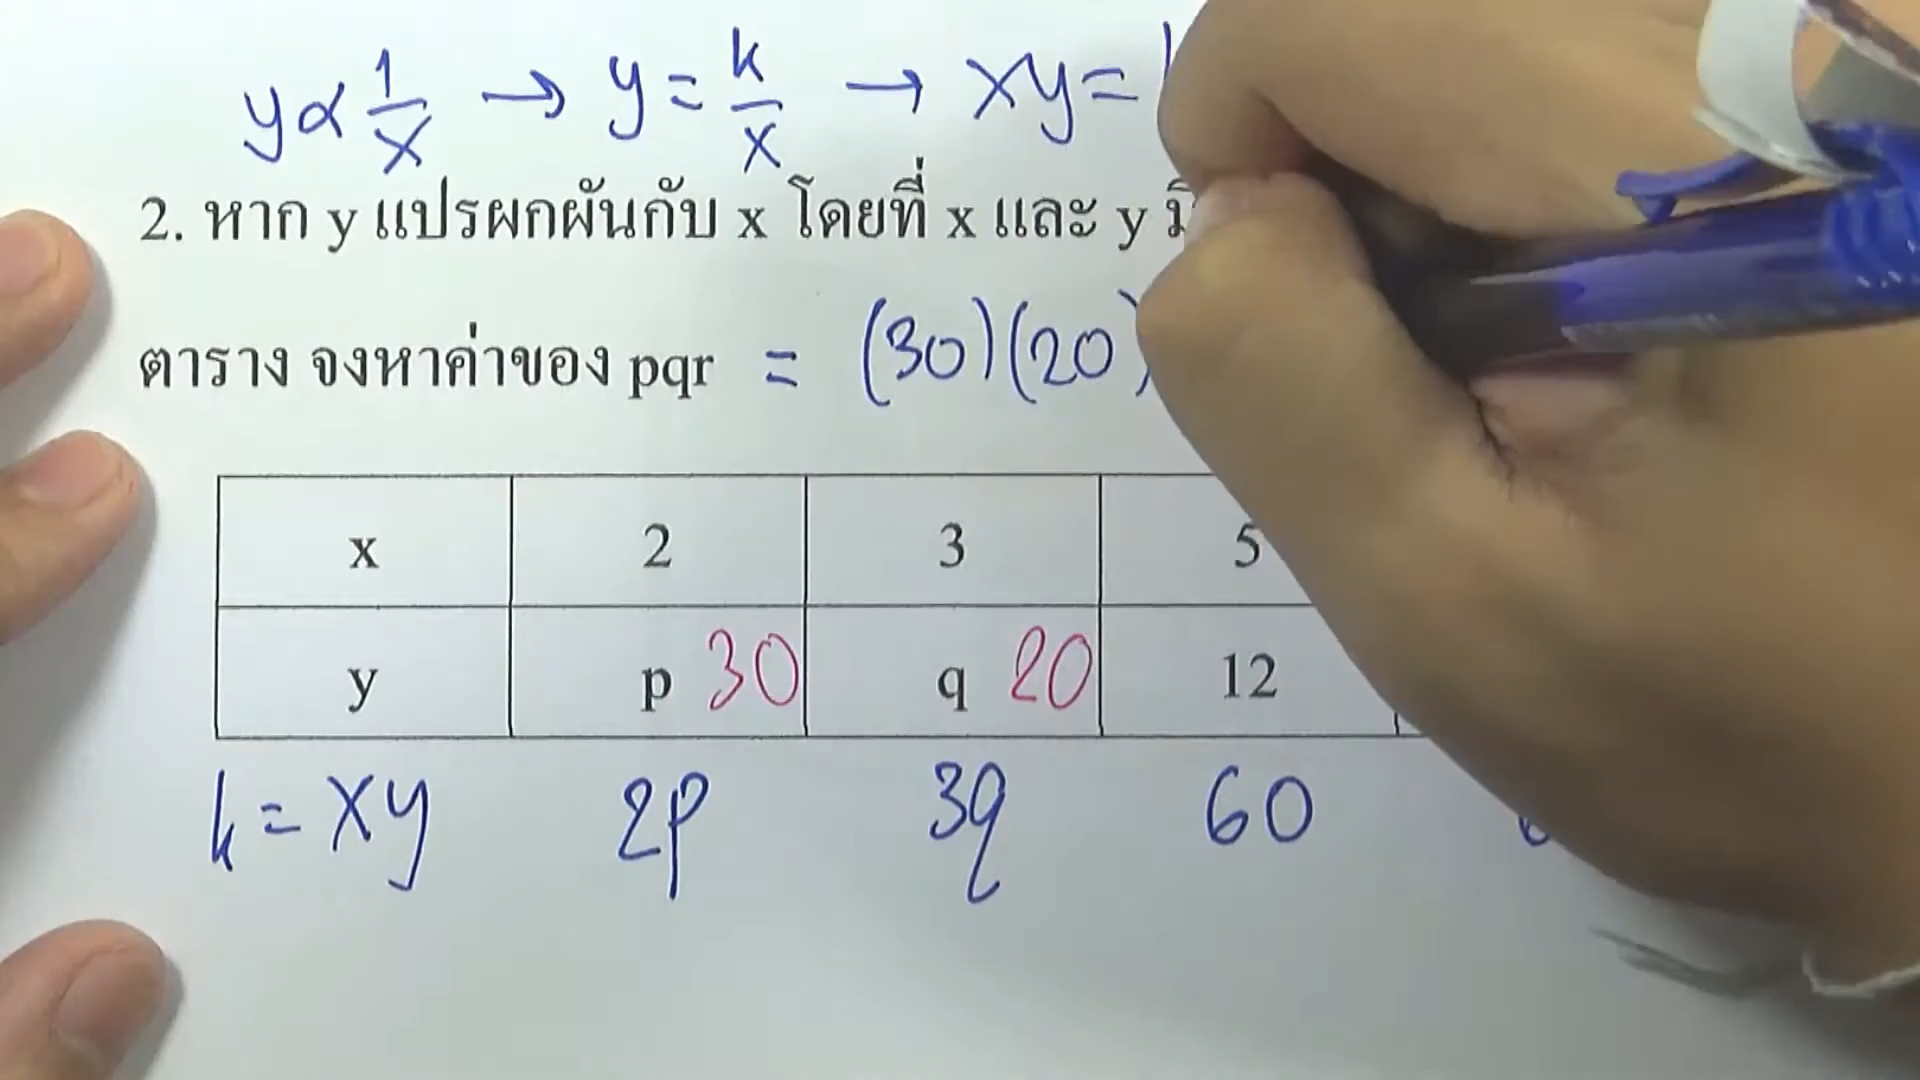 y ∝ 1/x → y = k/x → xy =
2. หาก y แปรผกผันกับ x โดยที่ x และ y
ตาราง จงหาค่าของ pqr = (30)(20)
x 2 3 5
y p 30 q 20 12
k = xy 2p 3q 60